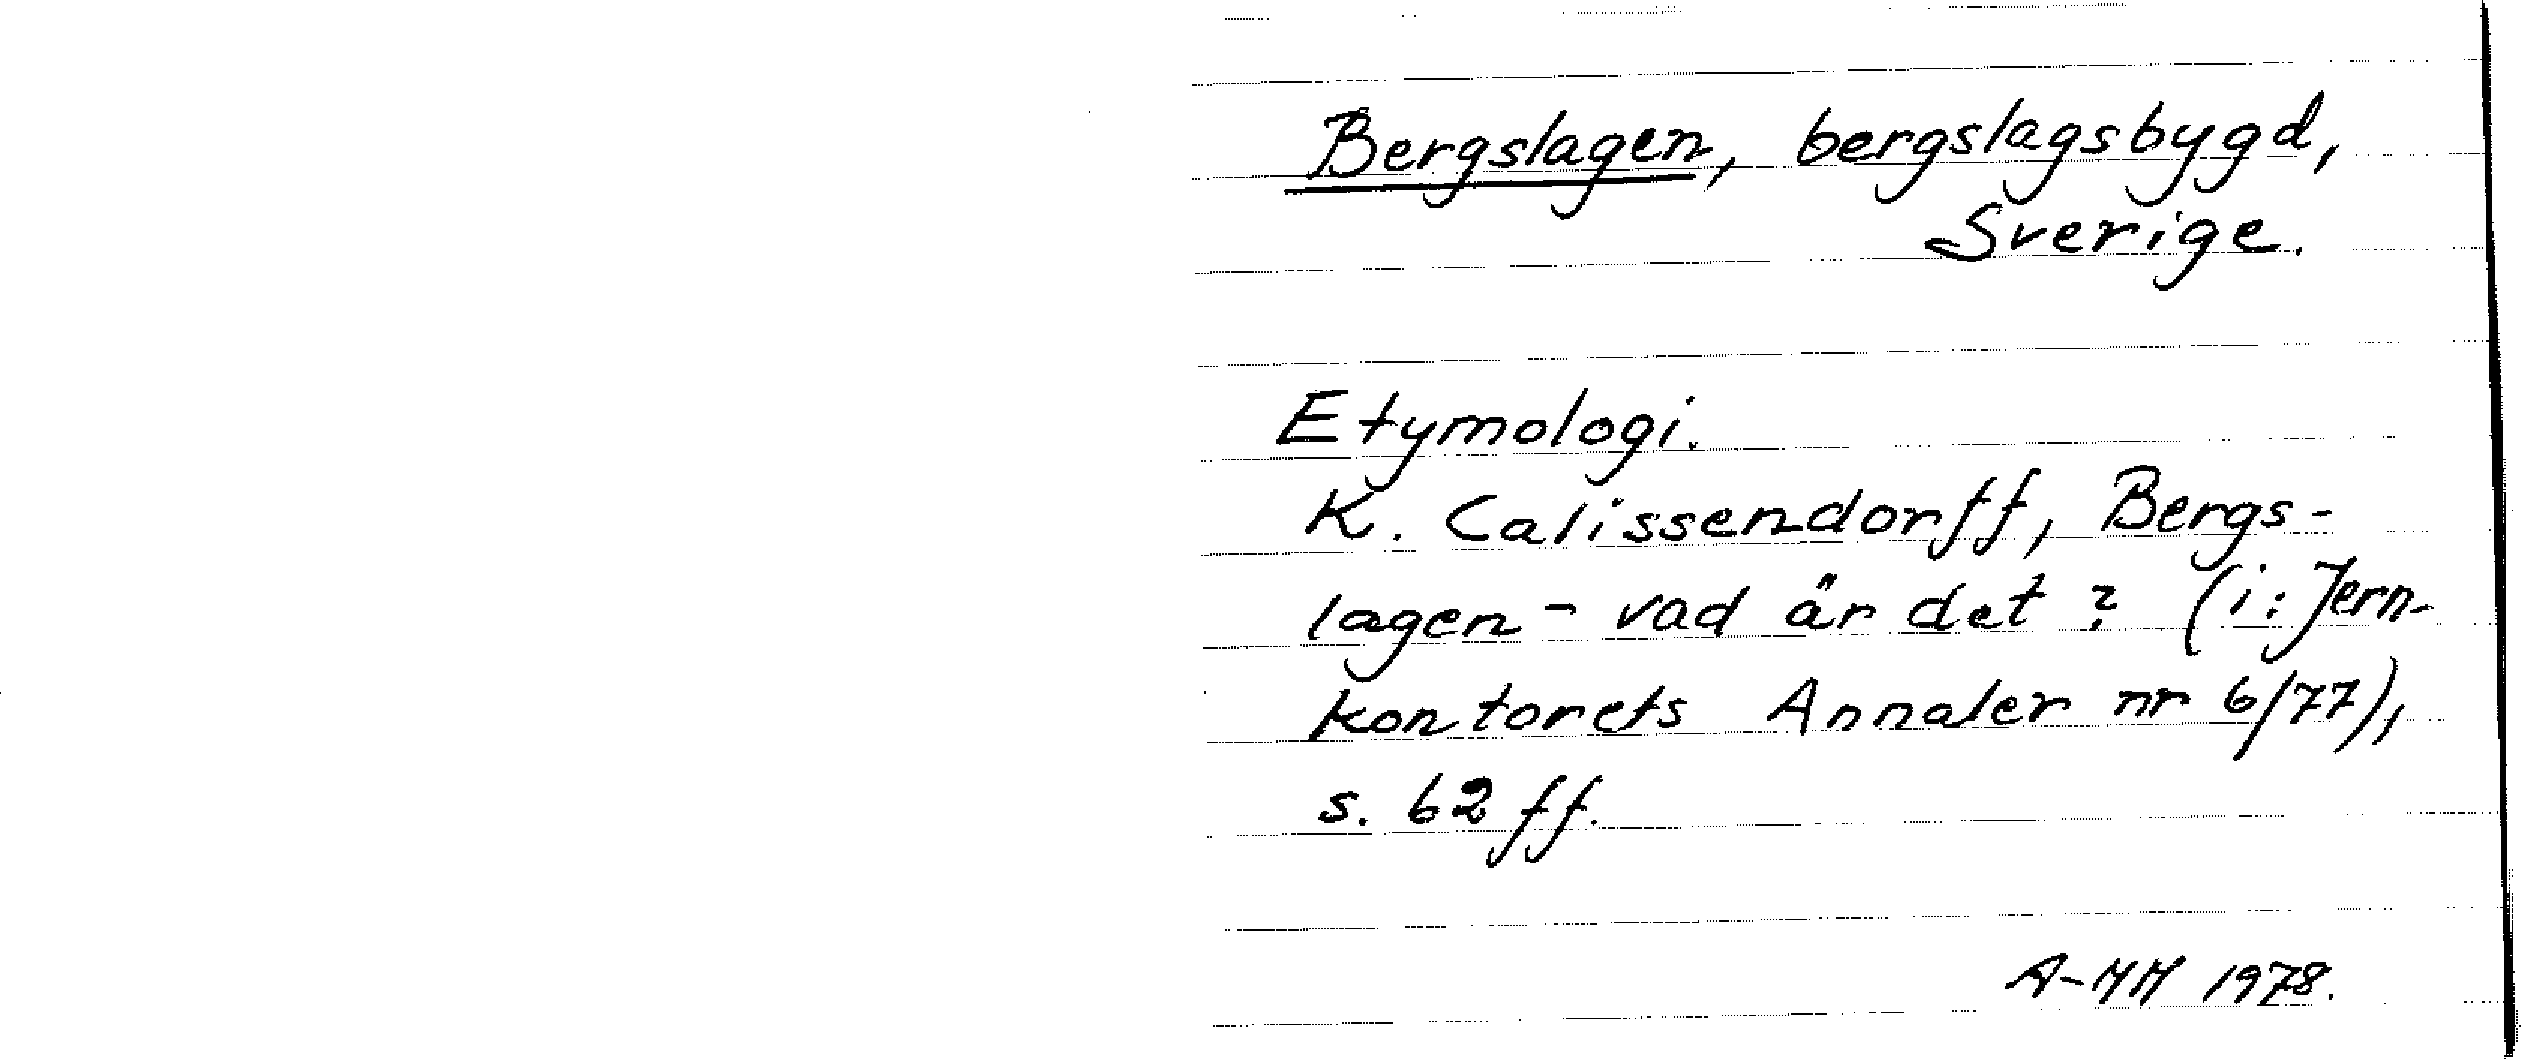 Bergslagen, bergslagsbygd,
Sverige.
Etymologi.
K. Calissendorff, Bergs-
lagen - vad är det? (i: Jern-
kontorets Annaler nr 6/77),
s. 62 ff.
A-MM 1978.